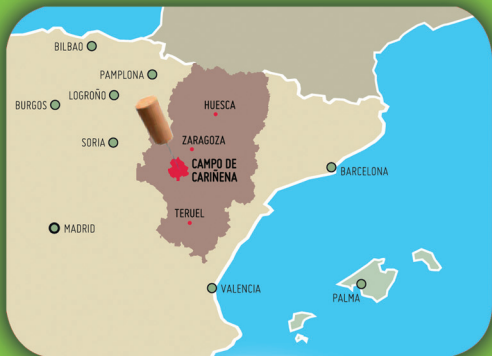 BILBAO
PAMPLONA
LOGROÑO
BURGOS
HUESCA
SORIA
ZARAGOZA
CAMPO DE
CARIÑENA
BARCELONA
TERUEL
MADRID
VALENCIA
PALMA